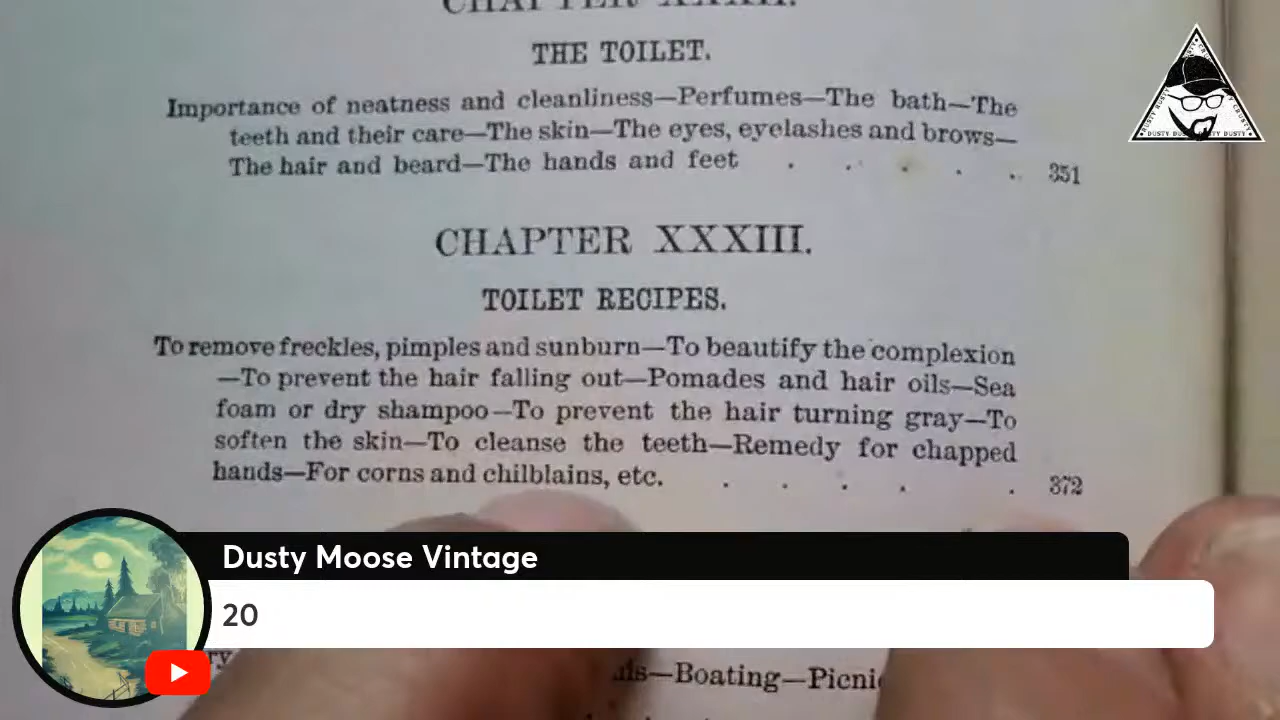 CHAPTER XXXII.
THE TOILET.
Importance of neatness and cleanliness—Perfumes—The bath—The
teeth and their care—The skin—The eyes, eyelashes and brows—
The hair and beard—The hands and feet . . . . . 351
CHAPTER XXXIII.
TOILET RECIPES.
To remove freckles, pimples and sunburn—To beautify the complexion
—To prevent the hair falling out—Pomades and hair oils—Sea
foam or dry shampoo—To prevent the hair turning gray—To
soften the skin—To cleanse the teeth—Remedy for chapped
hands—For corns and chilblains, etc. . . . . . 372
Dusty Moose Vintage
20
—Boating—